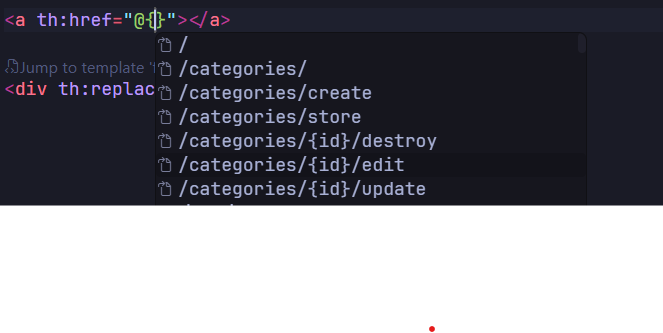 <a th:href="@{}"></a>
/
Jump to template
/categories/
<div th:replac
/categories/create
/categories/store
/categories/{id}/destroy
/categories/{id}/edit
/categories/{id}/update